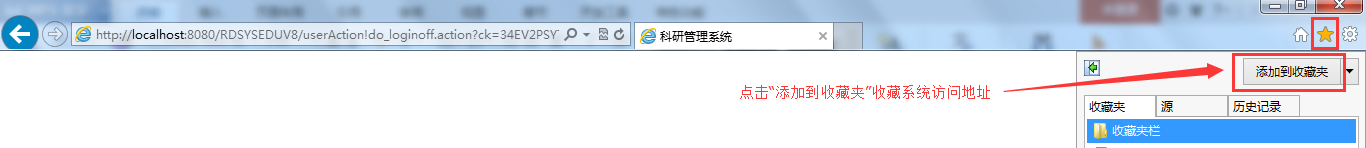 http://localhost:8080/RDSYSEDUV8/userAction!do_loginoff.action?ck=34EV2PSY
科研管理系统
添加到收藏夹
点击“添加到收藏夹”收藏系统访问地址
收藏夹 源 历史记录
收藏夹栏